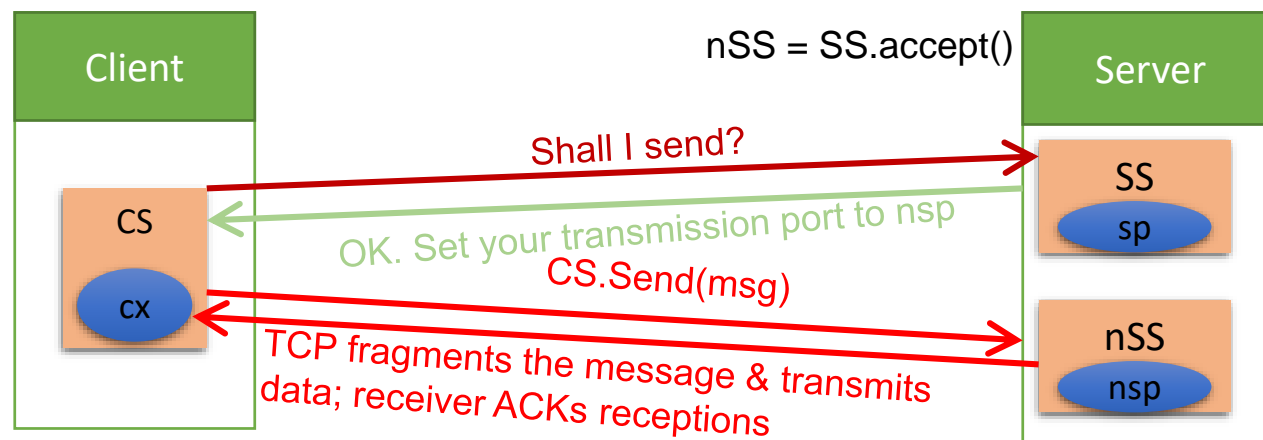 Client
nSS = SS.accept()
Server
Shall I send?
SS
sp
CS
OK. Set your transmission port to nsp
CS.Send(msg)
cx
nSS
nsp
TCP fragments the message & transmits
data; receiver ACKs receptions